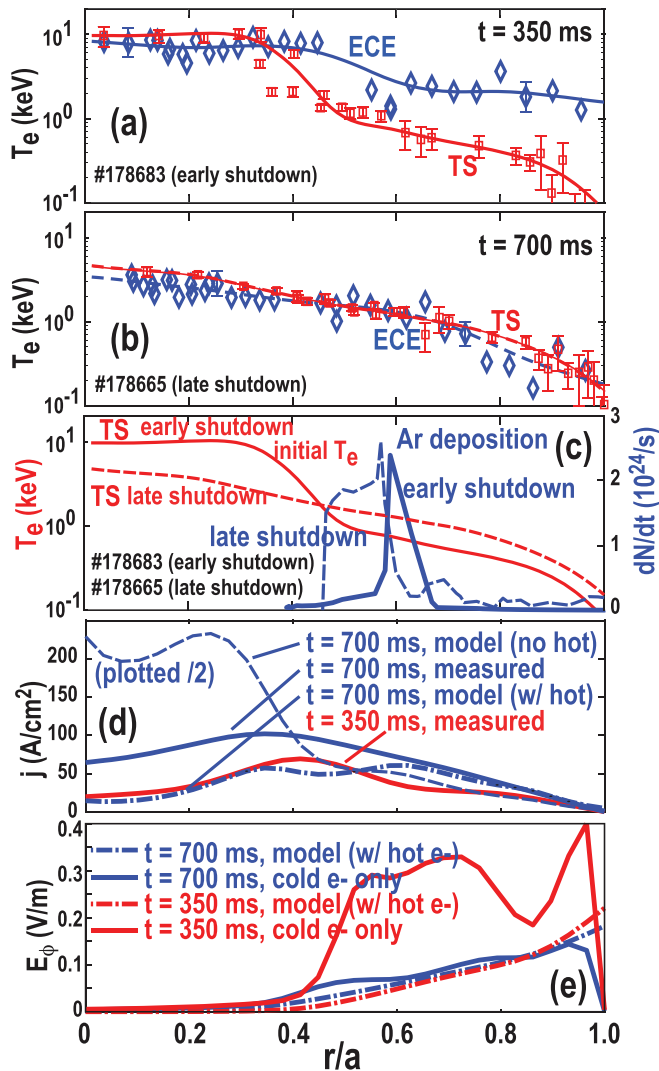 ECE
t = 350 ms
10¹
10⁰
10⁻¹
Tₑ (keV)
(a)
TS
#178683 (early shutdown)
t = 700 ms
10¹
10⁰
10⁻¹
Tₑ (keV)
(b)
TS
ECE
#178665 (late shutdown)
TS early shutdown
initial Tₑ
Ar deposition
(c)
early shutdown
TS late shutdown
late shutdown
#178683 (early shutdown)
#178665 (late shutdown)
10¹
10⁰
10⁻¹
Tₑ (keV)
3
2
1
0
dN/dt (10²⁴/s)
t = 700 ms, model (no hot)
(plotted /2)
t = 700 ms, measured
t = 700 ms, model (w/ hot)
t = 350 ms, measured
(d)
200
150
100
50
0
j (A/cm²)
t = 700 ms, model (w/ hot e-)
t = 700 ms, cold e- only
t = 350 ms, model (w/ hot e-)
t = 350 ms, cold e- only
(e)
0.4
0.3
0.2
0.1
0
E_ϕ (V/m)
0 0.2 0.4 0.6 0.8 1.0
r/a